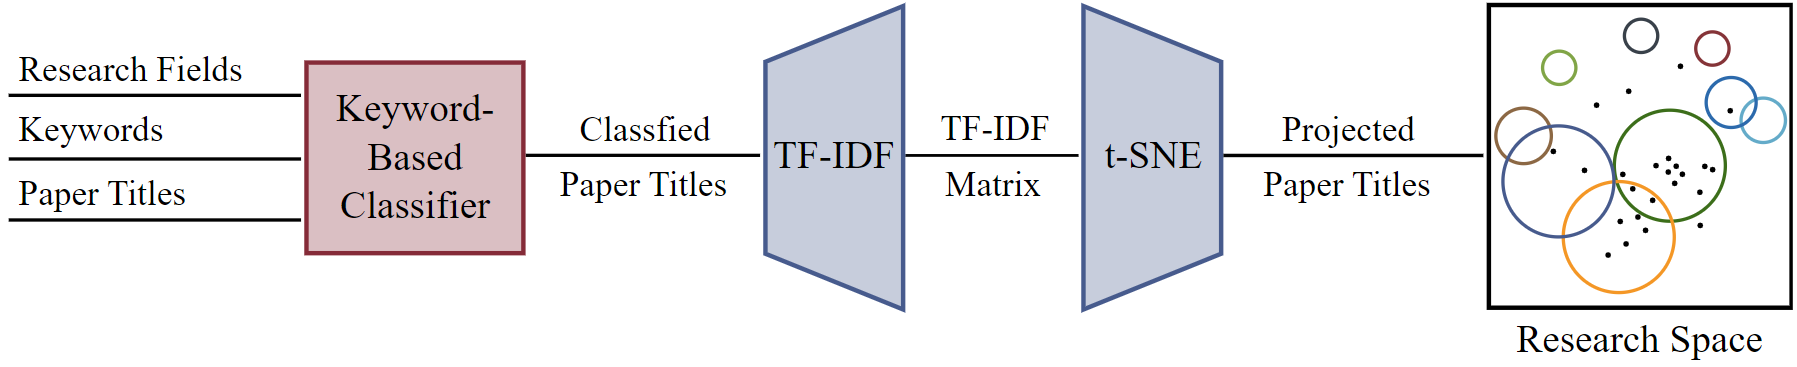 Research Fields
Keywords
Paper Titles
Keyword-
Based
Classifier
Classfied
Paper Titles
TF-IDF
TF-IDF
Matrix
t-SNE
Projected
Paper Titles
Research Space